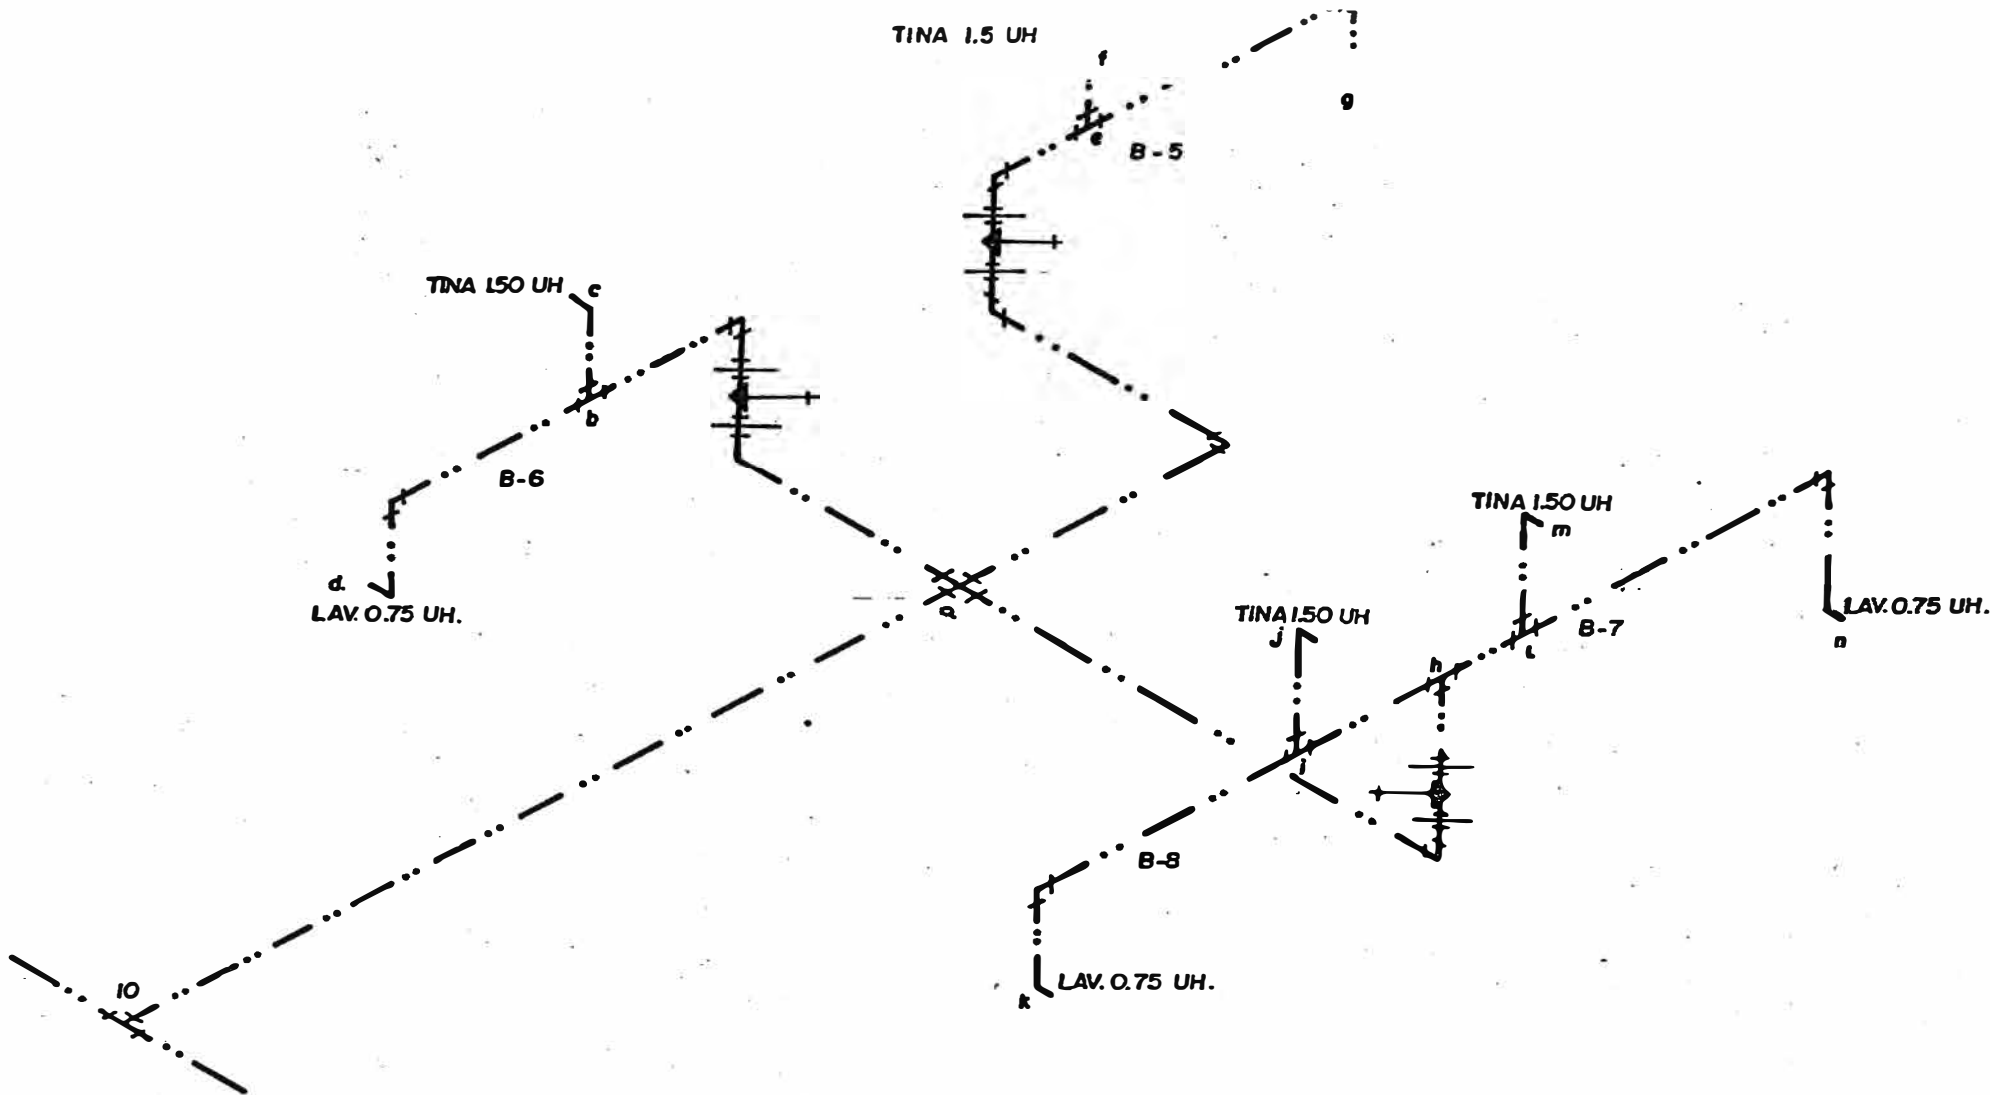 TINA 1.5 UH
f
g
e
B-5
TINA 1.50 UH
c
b
B-6
d.
LAV. 0.75 UH.
a
TINA 1.50 UH
m
TINA 1.50 UH
j
LAV. 0.75 UH.
n
B-7
L
h
i
B-8
k
LAV. 0.75 UH.
10